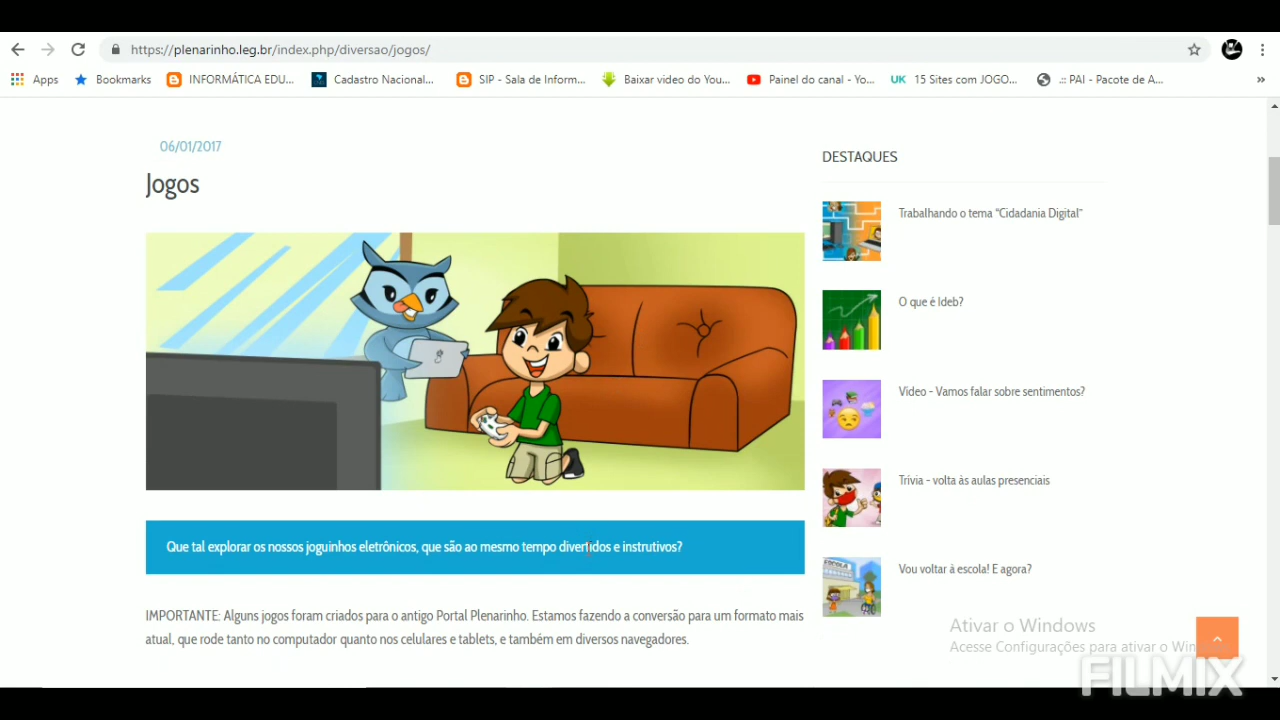 https://plenarinho.leg.br/index.php/diversao/jogos/
Apps Bookmarks INFORMÁTICA EDU... Cadastro Nacional... SIP - Sala de Inform... Baixar video do You... Painel do canal - Yo... UK 15 Sites com JOGO... .:: PAI - Pacote de A... »
06/01/2017
Jogos
Que tal explorar os nossos joguinhos eletrônicos, que são ao mesmo tempo divertidos e instrutivos?
IMPORTANTE: Alguns jogos foram criados para o antigo Portal Plenarinho. Estamos fazendo a conversão para um formato mais
atual, que rode tanto no computador quanto nos celulares e tablets, e também em diversos navegadores.
DESTAQUES
Trabalhando o tema “Cidadania Digital”
O que é Ideb?
Vídeo - Vamos falar sobre sentimentos?
Trívia - volta às aulas presenciais
Vou voltar à escola! E agora?
ESCOLA
Ativar o Windows
Acesse Configurações para ativar o Win
FILMIX